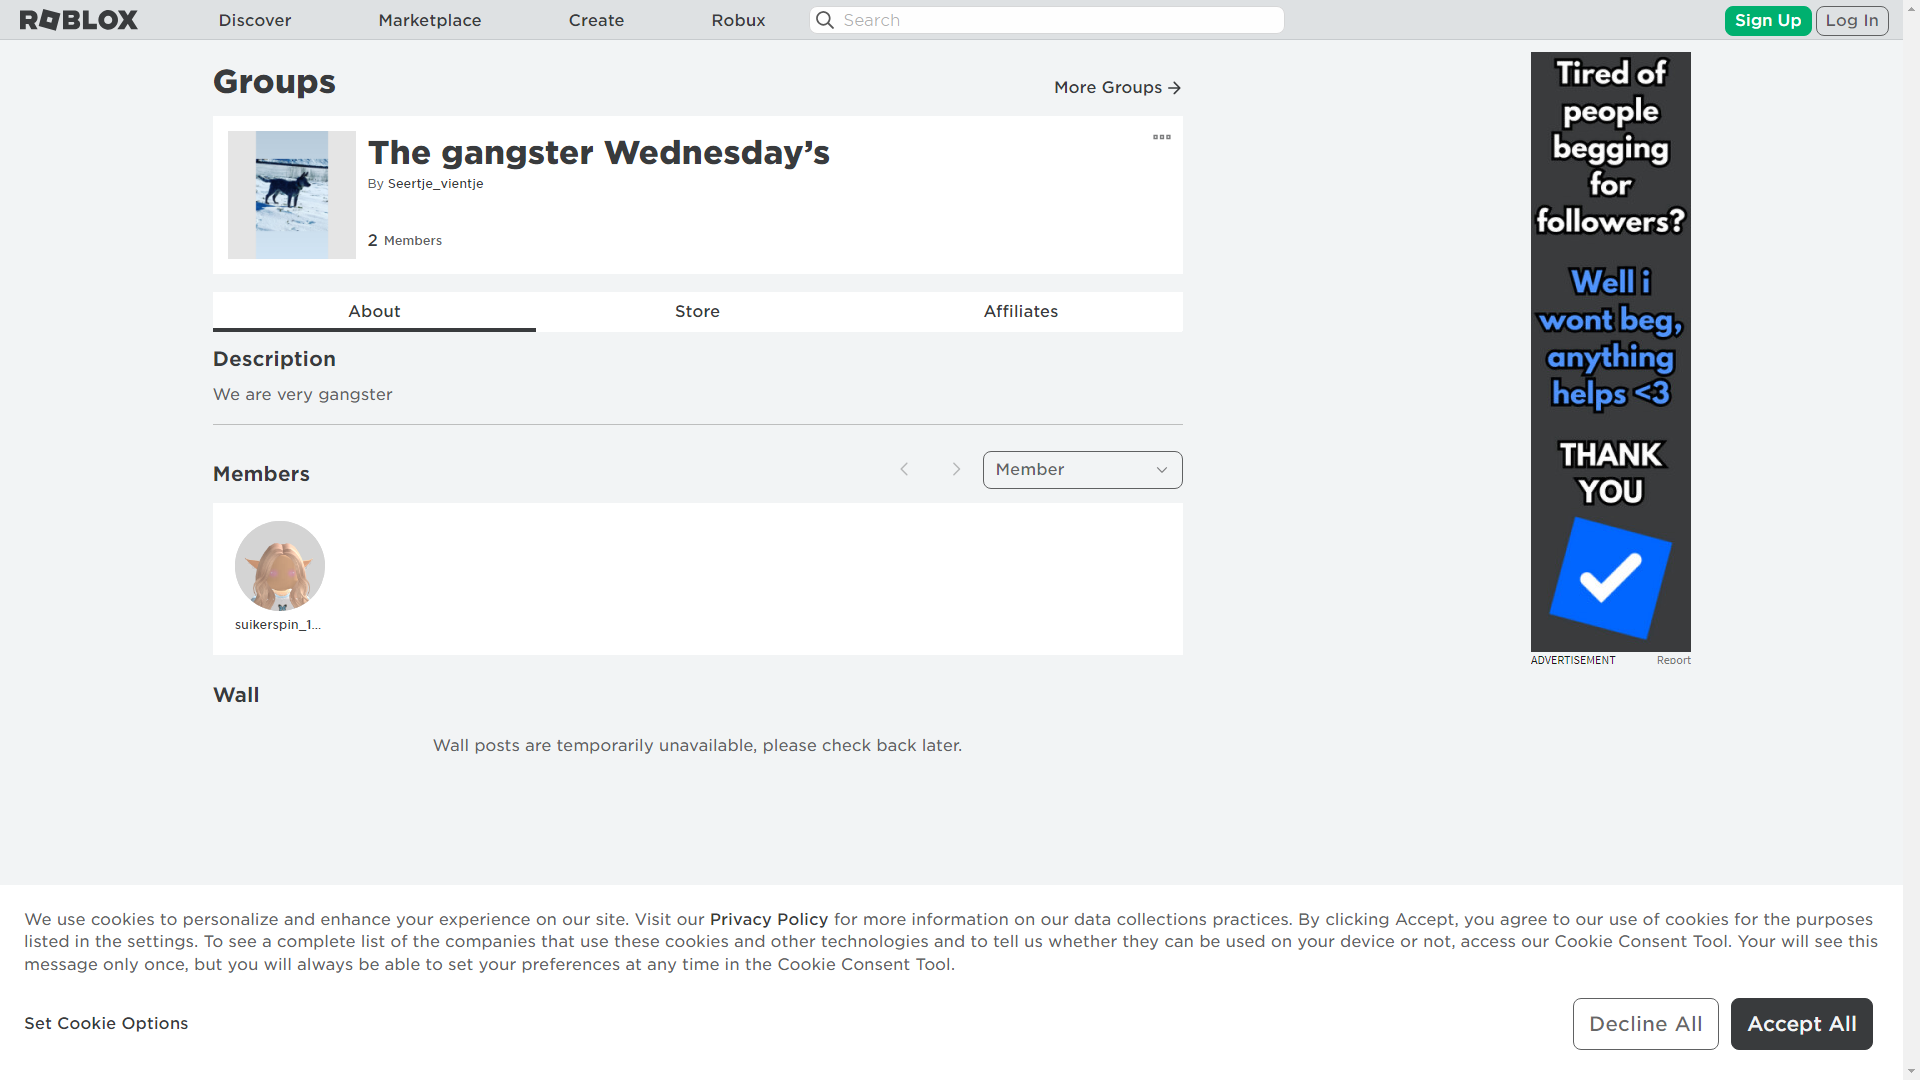 ROBLOX
Discover
Marketplace
Create
Robux
Search
Sign Up
Log In
Groups
More Groups
The gangster Wednesday’s
By Seertje_vientje
2 Members
About
Store
Affiliates
Description
We are very gangster
Members
Member
suikerspin_1...
Wall
Wall posts are temporarily unavailable, please check back later.
Tired of
people
begging
for
followers?
Well i
wont beg,
anything
helps <3
THANK
YOU
ADVERTISEMENT
Report
We use cookies to personalize and enhance your experience on our site. Visit our Privacy Policy for more information on our data collections practices. By clicking Accept, you agree to our use of cookies for the purposes
listed in the settings. To see a complete list of the companies that use these cookies and other technologies and to tell us whether they can be used on your device or not, access our Cookie Consent Tool. Your will see this
message only once, but you will always be able to set your preferences at any time in the Cookie Consent Tool.
Set Cookie Options
Decline All
Accept All